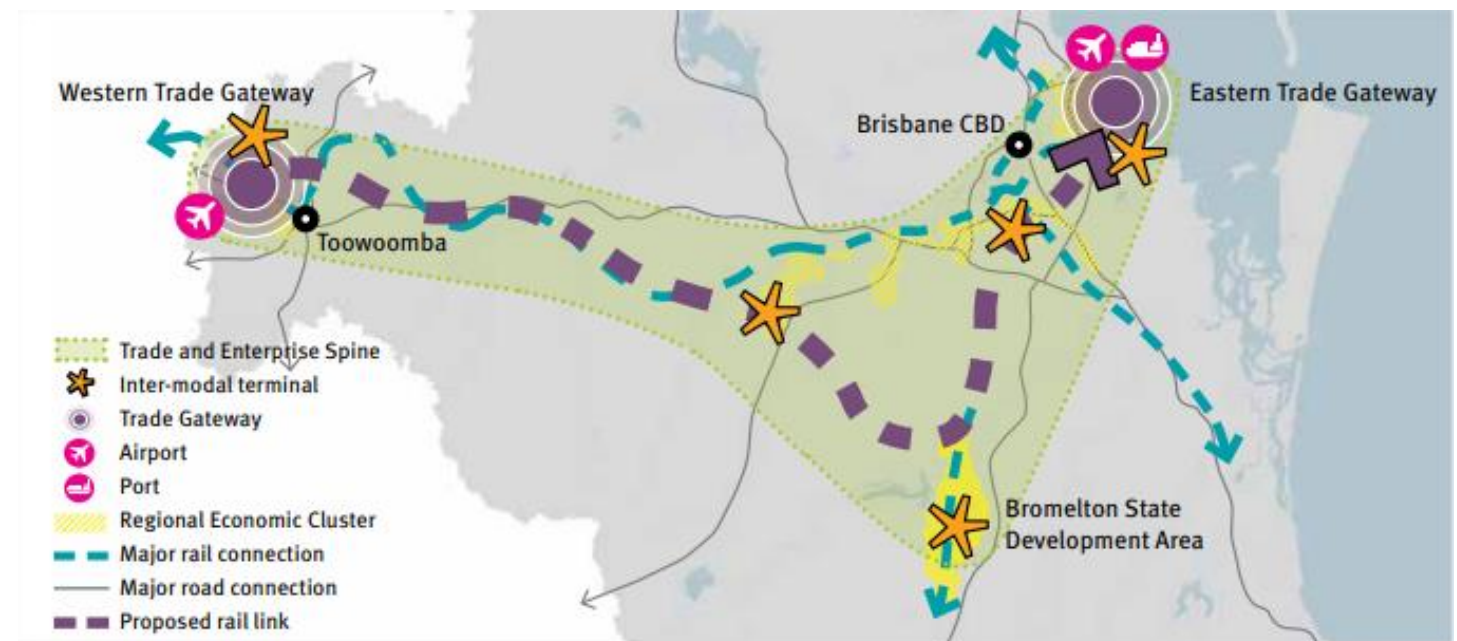 Western Trade Gateway
Eastern Trade Gateway
Brisbane CBD
Toowoomba
Trade and Enterprise Spine
Inter-modal terminal
Trade Gateway
Airport
Port
Regional Economic Cluster
Major rail connection
Major road connection
Proposed rail link
Bromelton State
Development Area